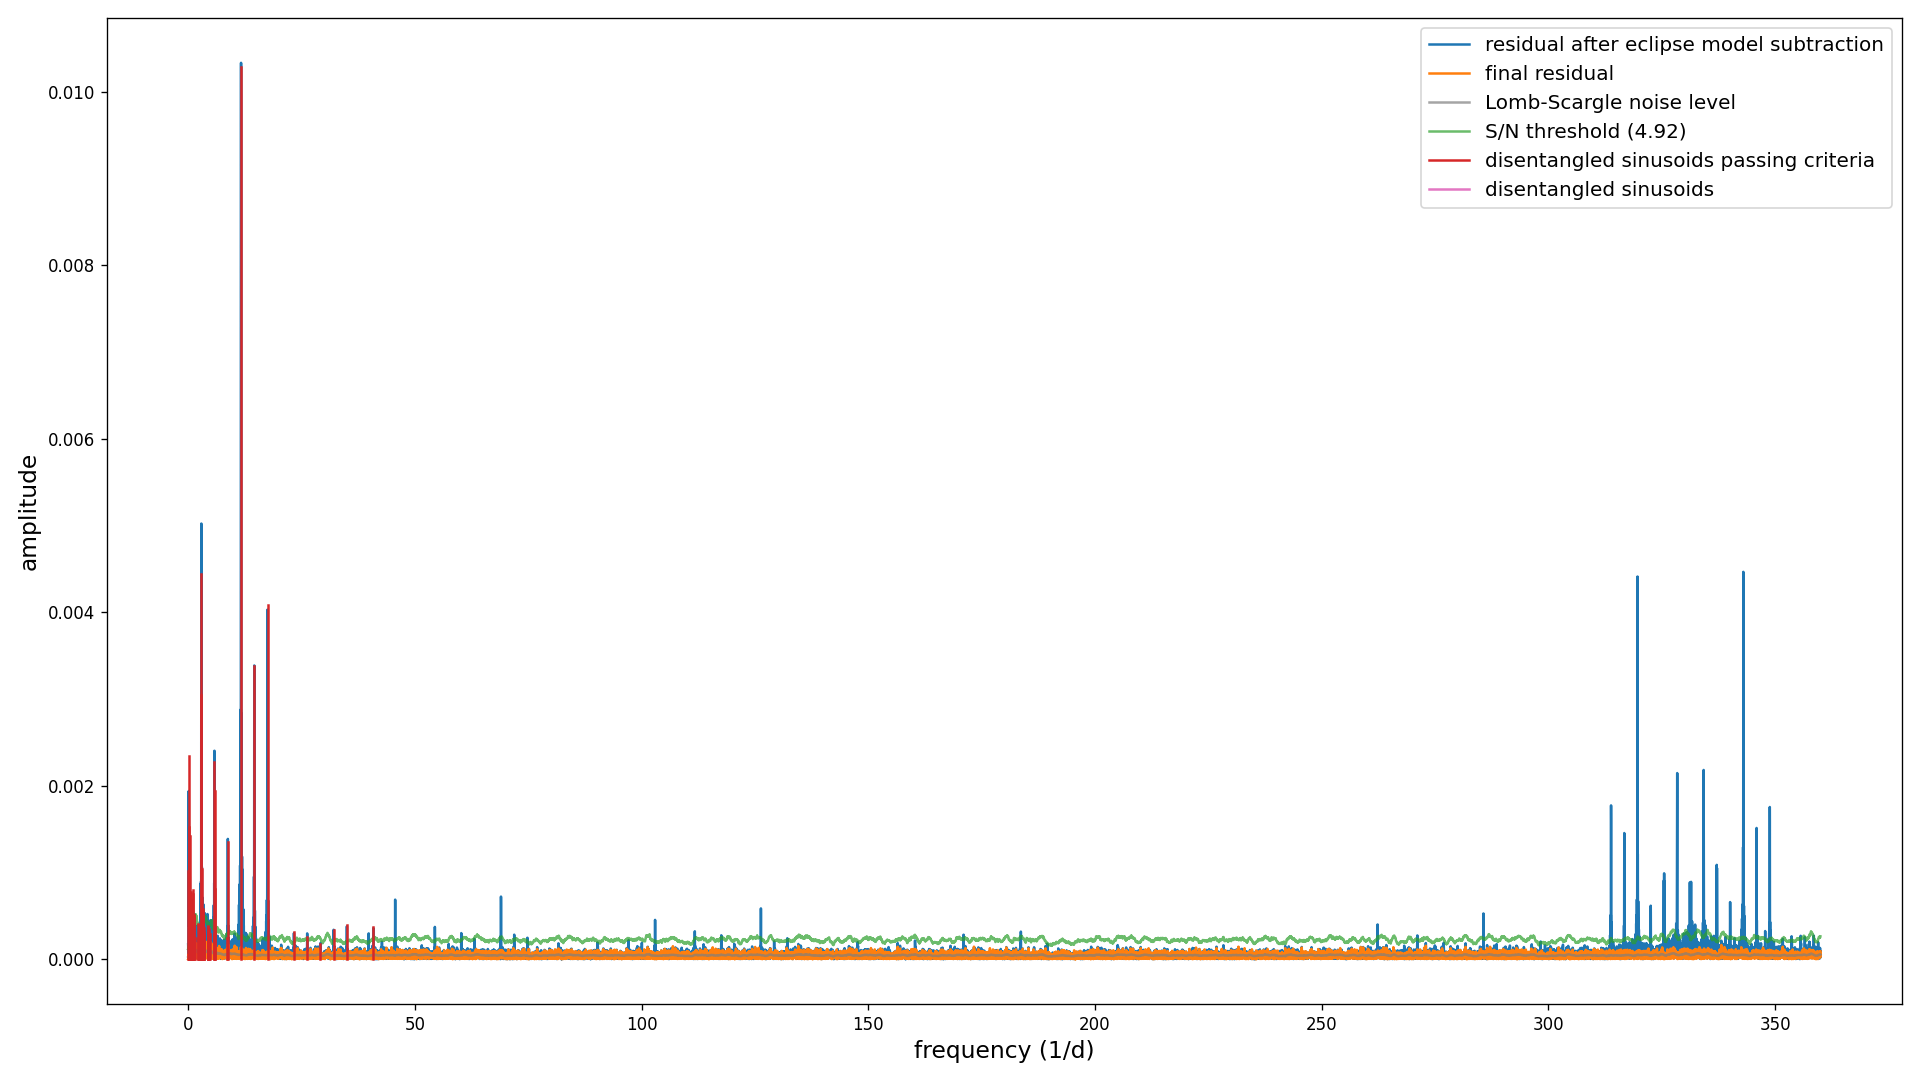 residual after eclipse model subtraction
final residual
Lomb-Scargle noise level
S/N threshold (4.92)
disentangled sinusoids passing criteria
disentangled sinusoids
amplitude
0.010
0.008
0.006
0.004
0.002
0.000
0 50 100 150 200 250 300 350
frequency (1/d)